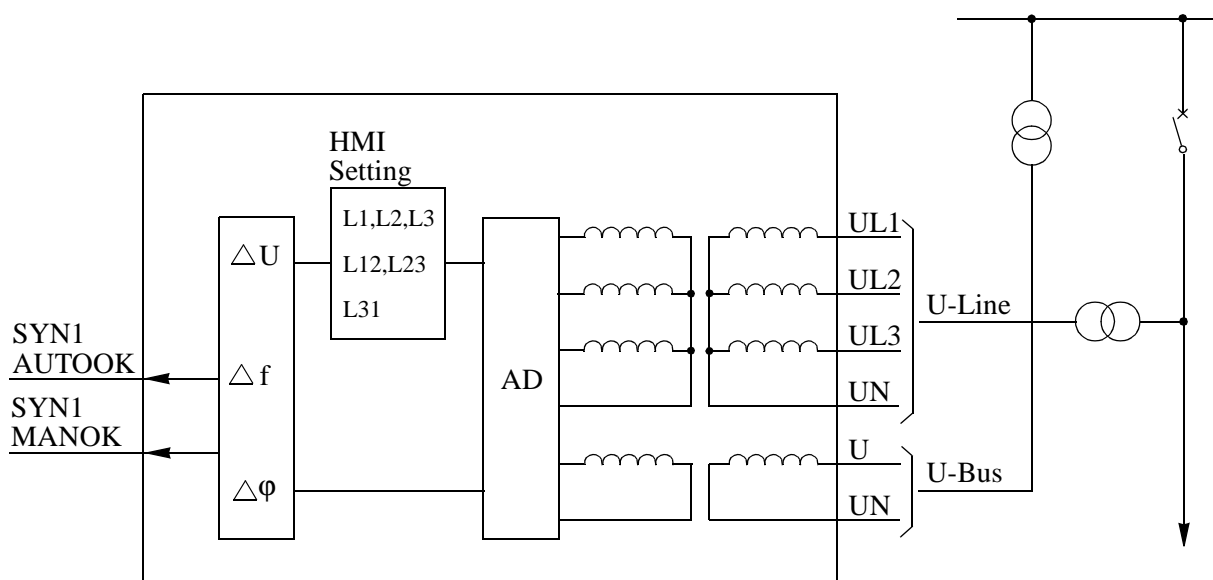 HMI
Setting
L1,L2,L3
L12,L23
L31
△U
△f
△φ
SYN1
AUTOOK
SYN1
MANOK
AD
UL1
UL2
UL3
UN
U
UN
U-Line
U-Bus